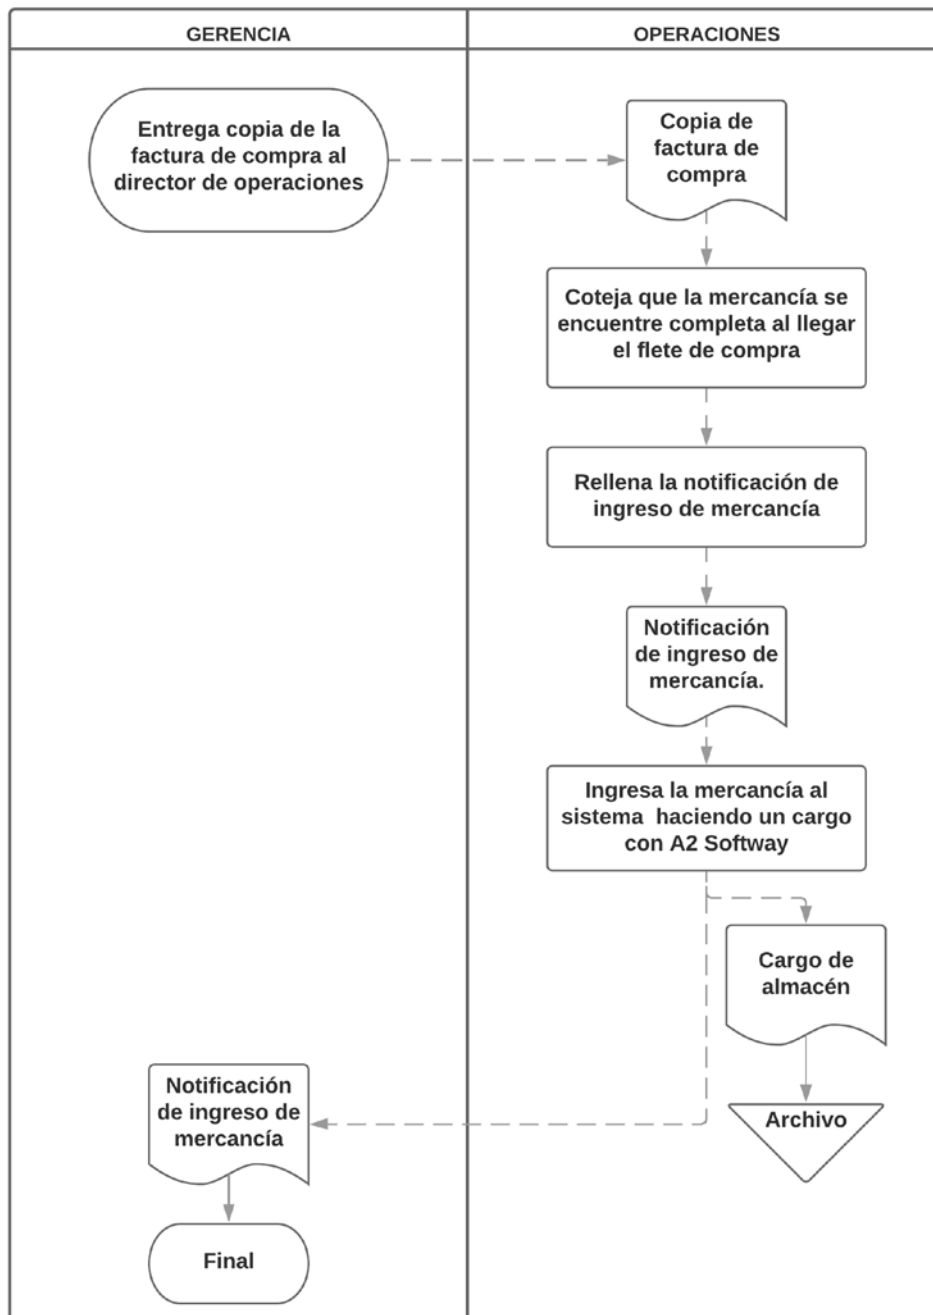 GERENCIA
OPERACIONES
Entrega copia de la
factura de compra al
director de operaciones
Copia de
factura de
compra
Coteja que la mercancía se
encuentre completa al llegar
el flete de compra
Rellena la notificación de
ingreso de mercancía
Notificación
de ingreso de
mercancía.
Ingresa la mercancía al
sistema  haciendo un cargo
con A2 Softway
Cargo de
almacén
Archivo
Notificación
de ingreso de
mercancía
Final